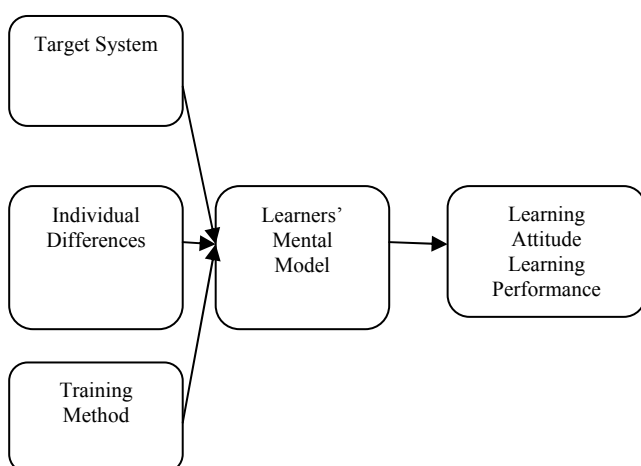 Target System
Individual
Differences
Training
Method
Learners’
Mental
Model
Learning
Attitude
Learning
Performance